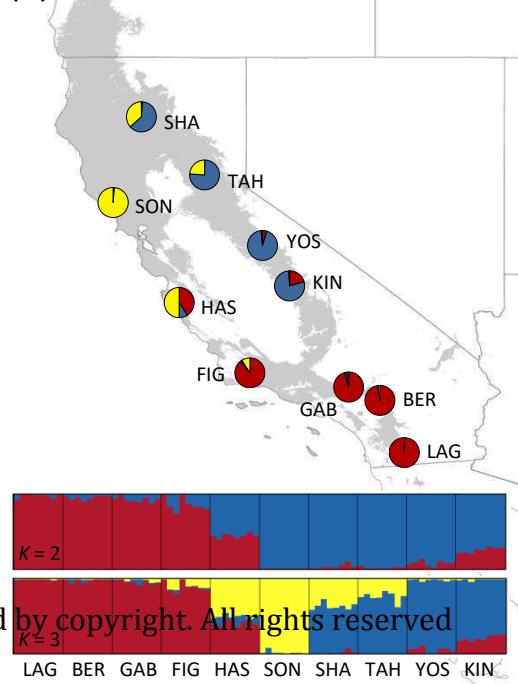 SHA
TAH
SON
YOS
KIN
HAS
FIG
GAB
BER
LAG
K = 2
d by copyright. All rights reserved
K = 3
LAG BER GAB FIG HAS SON SHA TAH YOS KIN